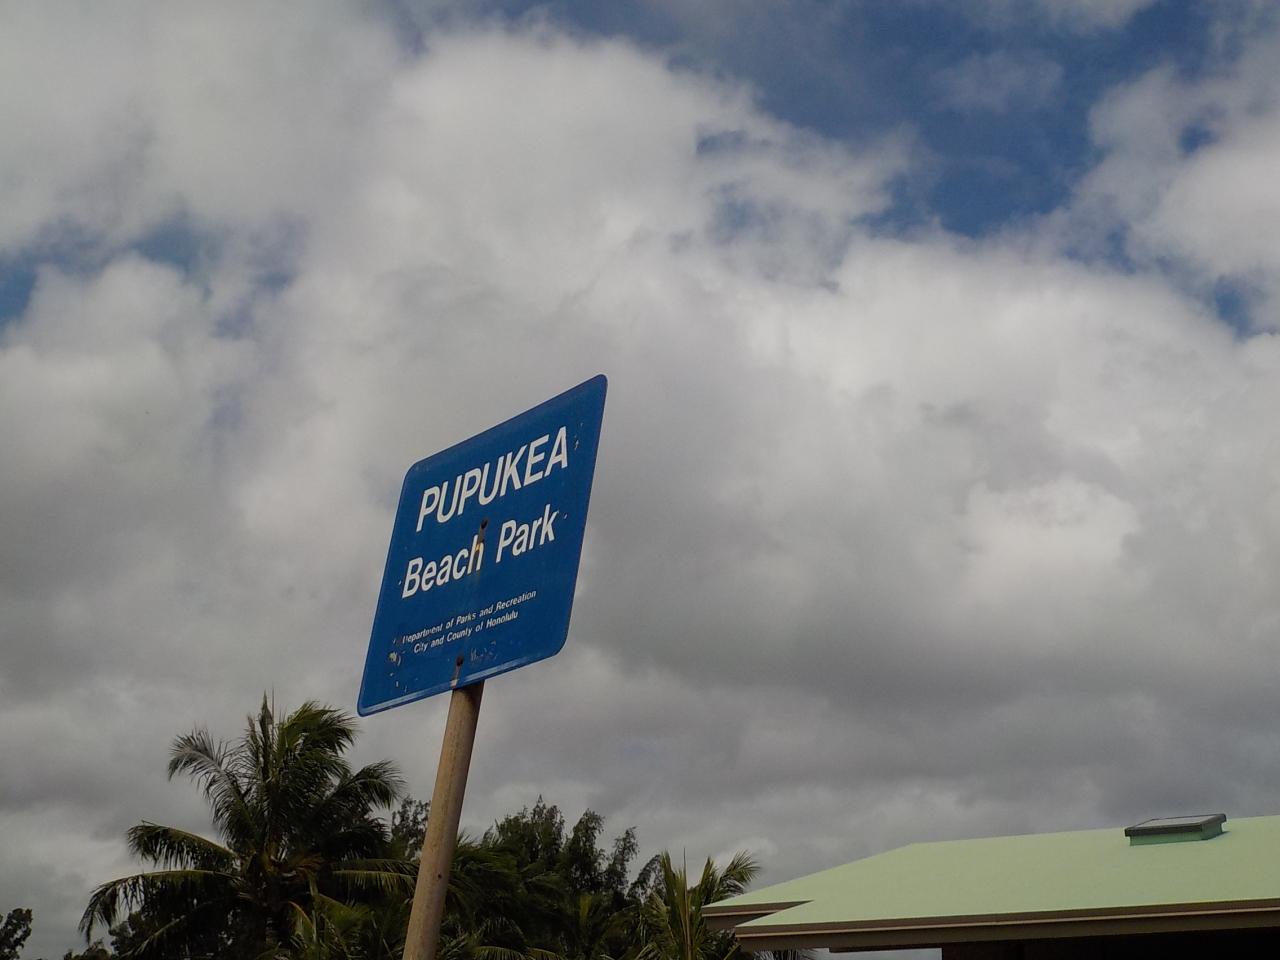 PUPUKEA
Beach Park
Department of Parks and Recreation
City and County of Honolulu